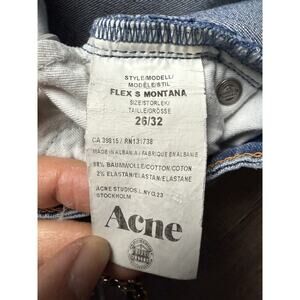 STYLE/MODELL/
MODÈLE/STIL
FLEX S MONTANA
SIZE/STORLEK/
TAILLE/GRÖSSE
26/32
CA 39815 / RN131738
MADE IN ALBANIA / FABRIQUÉ EN ALBANIE
98% BAUMWOLLE/COTTON/COTON
2% ELASTAN/ELASTAN/ELASTANE
ACNE STUDIOS
STOCKHOLM
Acne